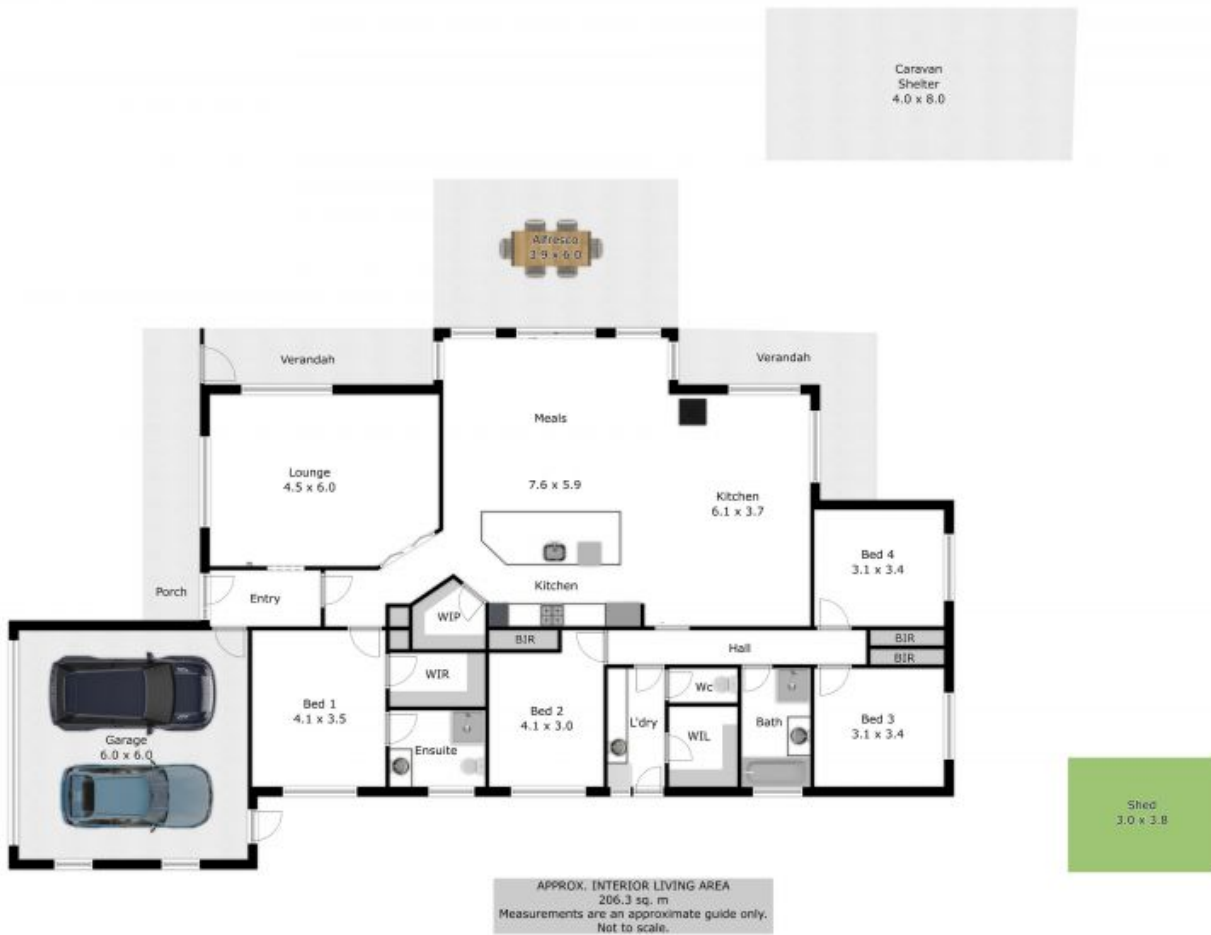 Caravan
Shelter
4.0 x 8.0
Alfresco
3.9 x 6.0
Verandah
Verandah
Meals
Lounge
4.5 x 6.0
7.6 x 5.9
Kitchen
6.1 x 3.7
Bed 4
3.1 x 3.4
Porch
Entry
Kitchen
WIP
BIR
Hall
BIR
BIR
WIR
Wc
Bed 1
4.1 x 3.5
Bed 2
4.1 x 3.0
L'dry
WIL
Bath
Bed 3
3.1 x 3.4
Ensuite
Garage
6.0 x 6.0
Shed
3.0 x 3.8
APPROX. INTERIOR LIVING AREA
206.3 sq. m
Measurements are an approximate guide only.
Not to scale.